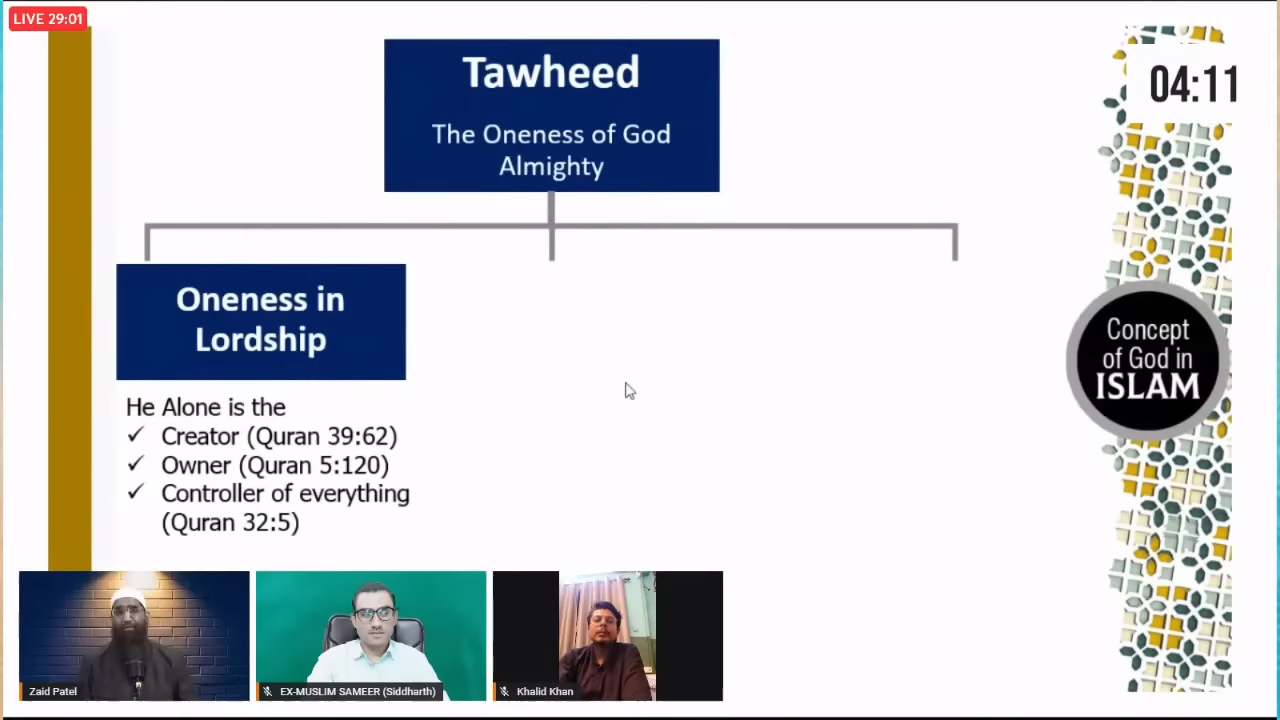 LIVE 29:01
Tawheed
The Oneness of God
Almighty
04:11
Oneness in
Lordship
He Alone is the
✓ Creator (Quran 39:62)
✓ Owner (Quran 5:120)
✓ Controller of everything
(Quran 32:5)
Concept
of God in
ISLAM
Zaid Patel
EX-MUSLIM SAMEER (Siddharth)
Khalid Khan